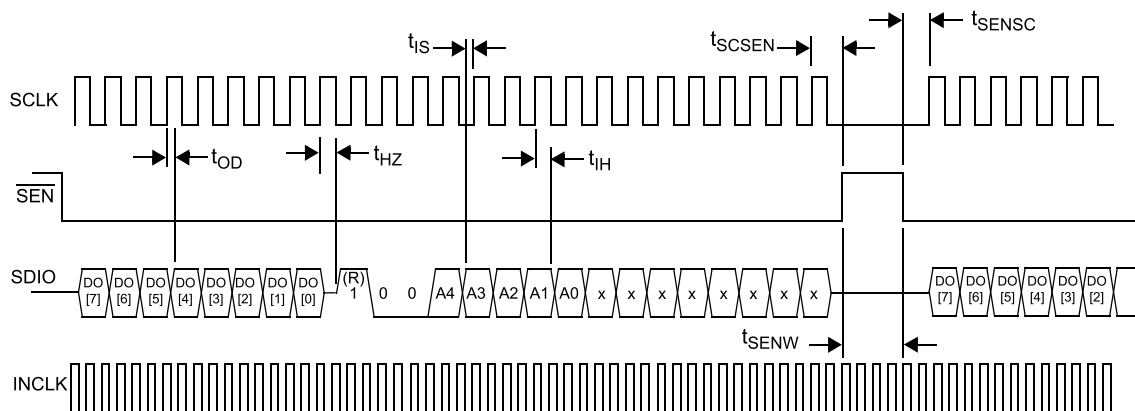 tIS
tSCSEN
tSENSC
SCLK
tOD
tHZ
tIH
SEN
SDIO
DO [7] DO [6] DO [5] DO [4] DO [3] DO [2] DO [1] DO [0] (R) 1 0 0 A4 A3 A2 A1 A0 x x x x x x x x DO [7] DO [6] DO [5] DO [4] DO [3] DO [2]
tSENW
INCLK